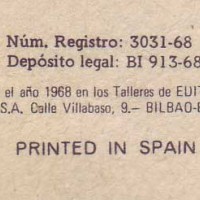 Núm. Registro: 3031-68
Depósito legal: BI 913-68
el año 1968 en los Talleres de EDIT
S.A. Calle Villabaso, 9.— BILBAO-E
PRINTED IN SPAIN